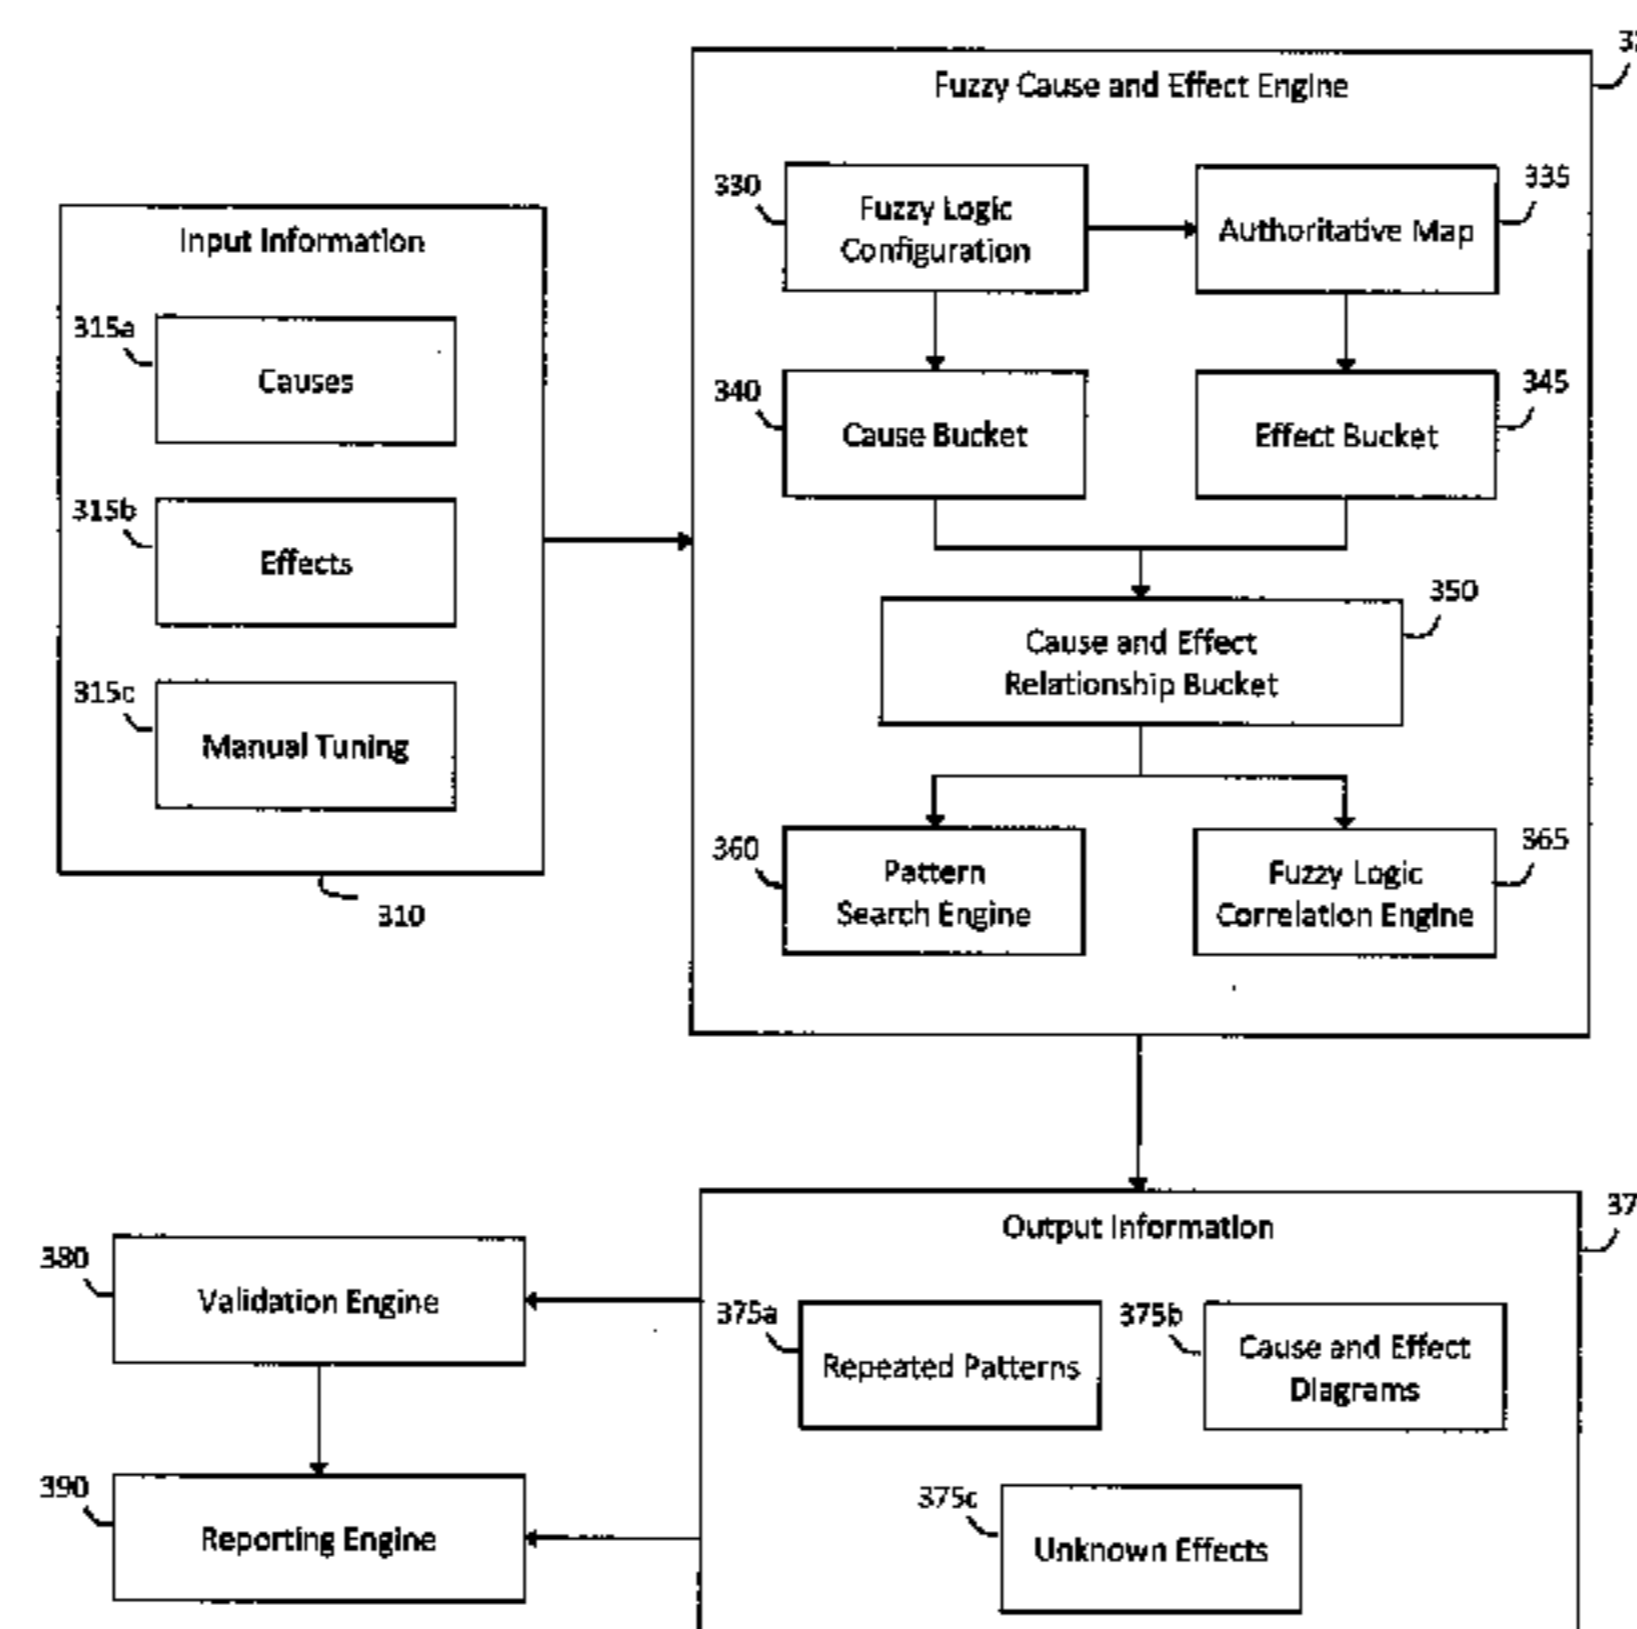 Fuzzy Cause and Effect Engine
330
Fuzzy Logic
Configuration
335
Authoritative Map
Input Information
315a
Causes
340
Cause Bucket
345
Effect Bucket
315b
Effects
350
Cause and Effect
Relationship Bucket
315c
Manual Tuning
360
Pattern
Search Engine
365
Fuzzy Logic
Correlation Engine
310
Output Information
37
380
Validation Engine
375a
Repeated Patterns
375b
Cause and Effect
Diagrams
390
Reporting Engine
375c
Unknown Effects